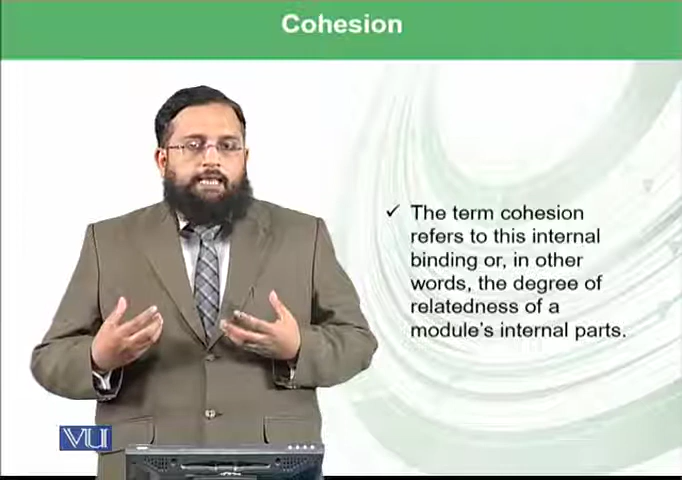 Cohesion
✓ The term cohesion
refers to this internal
binding or, in other
words, the degree of
relatedness of a
module's internal parts.
VU